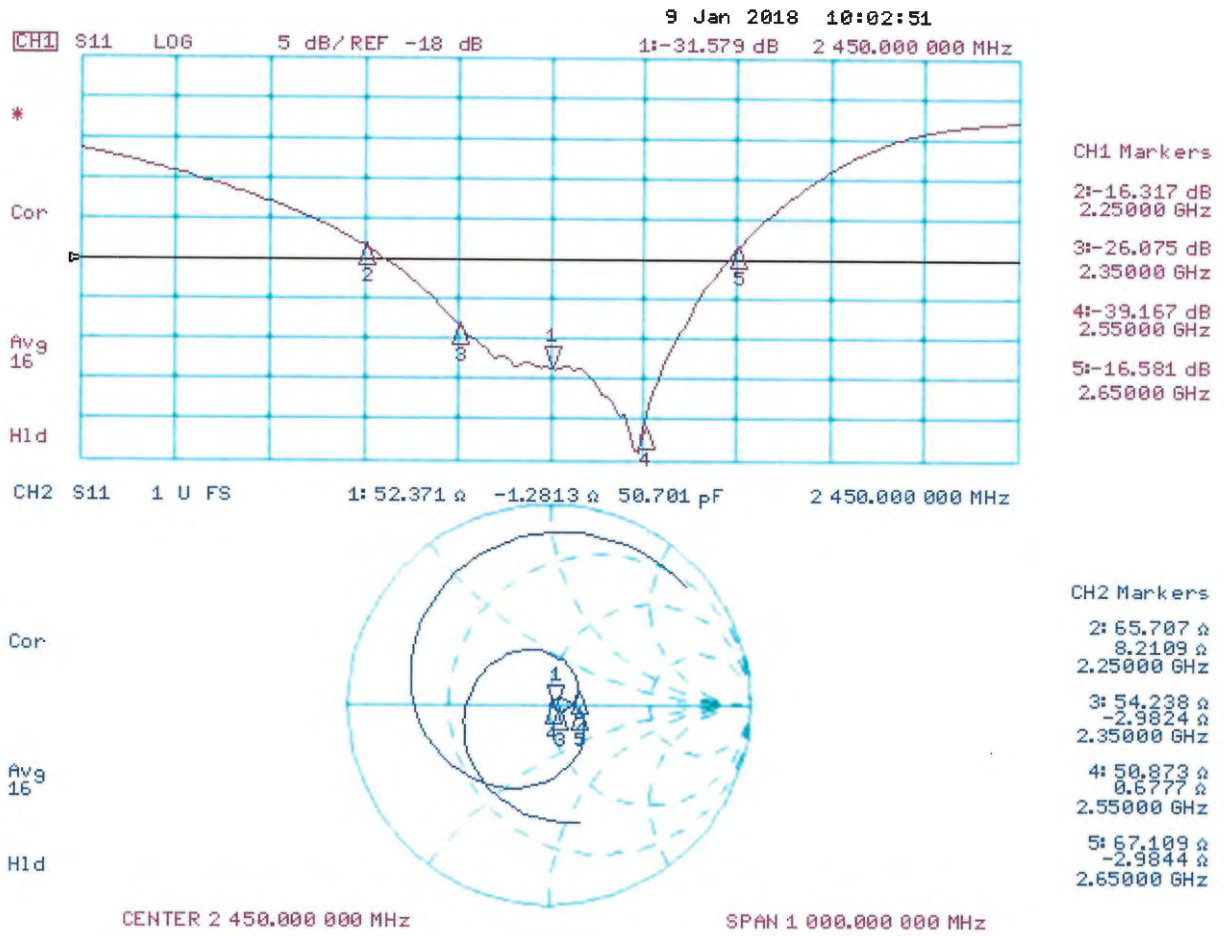 9 Jan 2018 10:02:51
CH1 S11 LOG 5 dB/REF -18 dB 1:-31.579 dB 2 450.000 000 MHz
*
CH1 Markers
2:-16.317 dB
2.25000 GHz
Cor
3:-26.075 dB
2.35000 GHz
4:-39.167 dB
2.55000 GHz
Avg
16
5:-16.581 dB
2.65000 GHz
Hld
2
3
1
4
5
CH2 S11 1 U FS 1: 52.371 Ω -1.2813 Ω 50.701 pF 2 450.000 000 MHz
CH2 Markers
2: 65.707 Ω
8.2109 Ω
2.25000 GHz
Cor
3: 54.238 Ω
-2.9824 Ω
2.35000 GHz
4: 50.873 Ω
0.6777 Ω
2.55000 GHz
Avg
16
5: 67.109 Ω
-2.9844 Ω
2.65000 GHz
Hld
1
4
3
5
CENTER 2 450.000 000 MHz SPAN 1 000.000 000 MHz